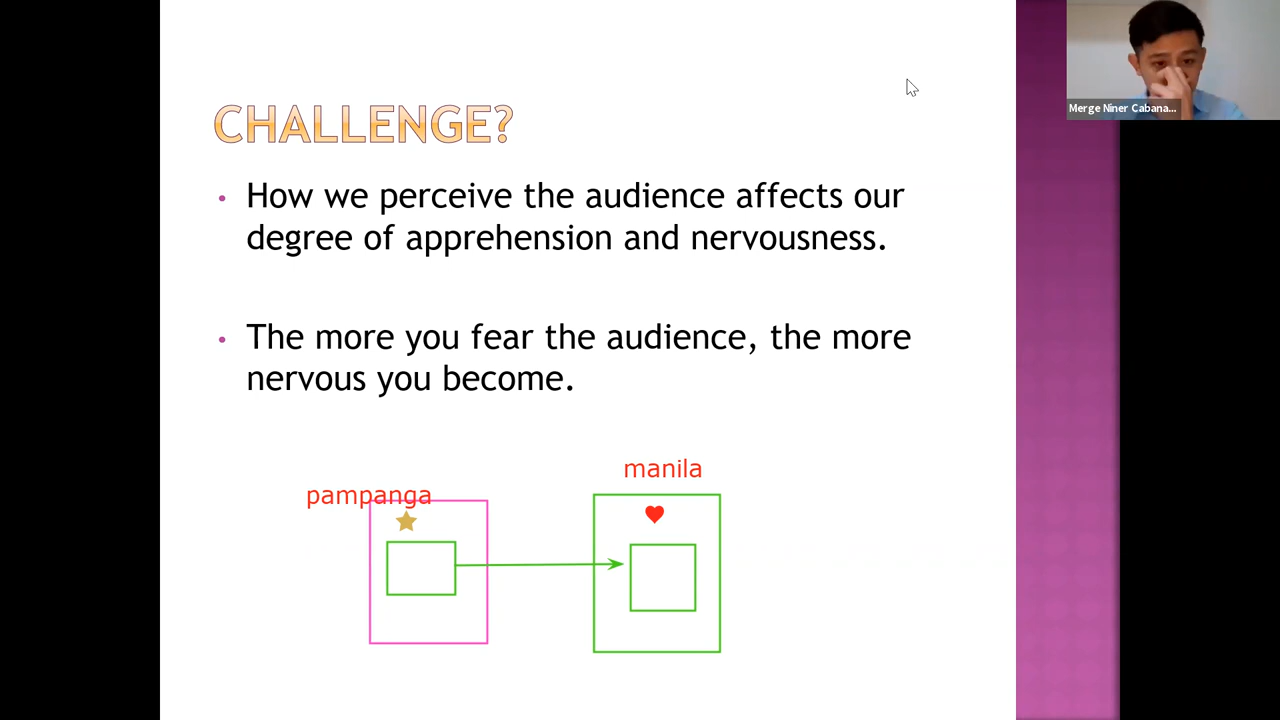 Merge Niner Cabana...
CHALLENGE?
• How we perceive the audience affects our
degree of apprehension and nervousness.
• The more you fear the audience, the more
nervous you become.
manila
pampanga